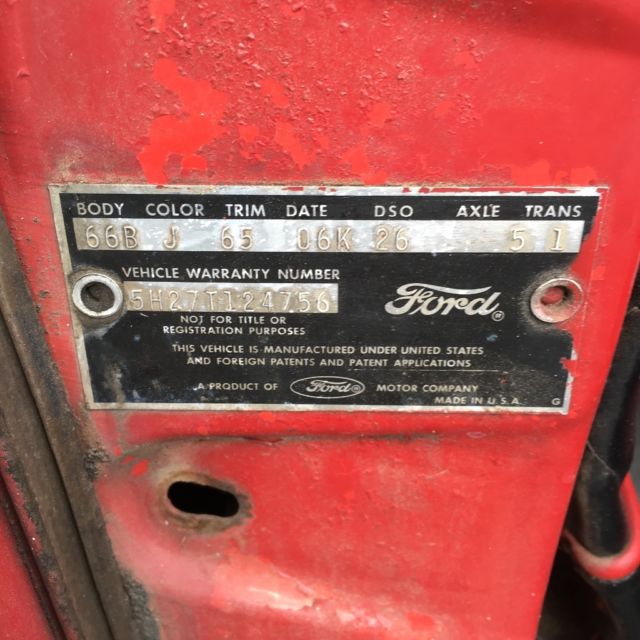 BODY COLOR TRIM DATE DSO AXLE TRANS
66B J 65 06K 26 5 1
VEHICLE WARRANTY NUMBER
5H27T124756
NOT FOR TITLE OR
REGISTRATION PURPOSES
Ford®
THIS VEHICLE IS MANUFACTURED UNDER UNITED STATES
AND FOREIGN PATENTS AND PATENT APPLICATIONS
A PRODUCT OF Ford® MOTOR COMPANY
MADE IN U.S.A. G